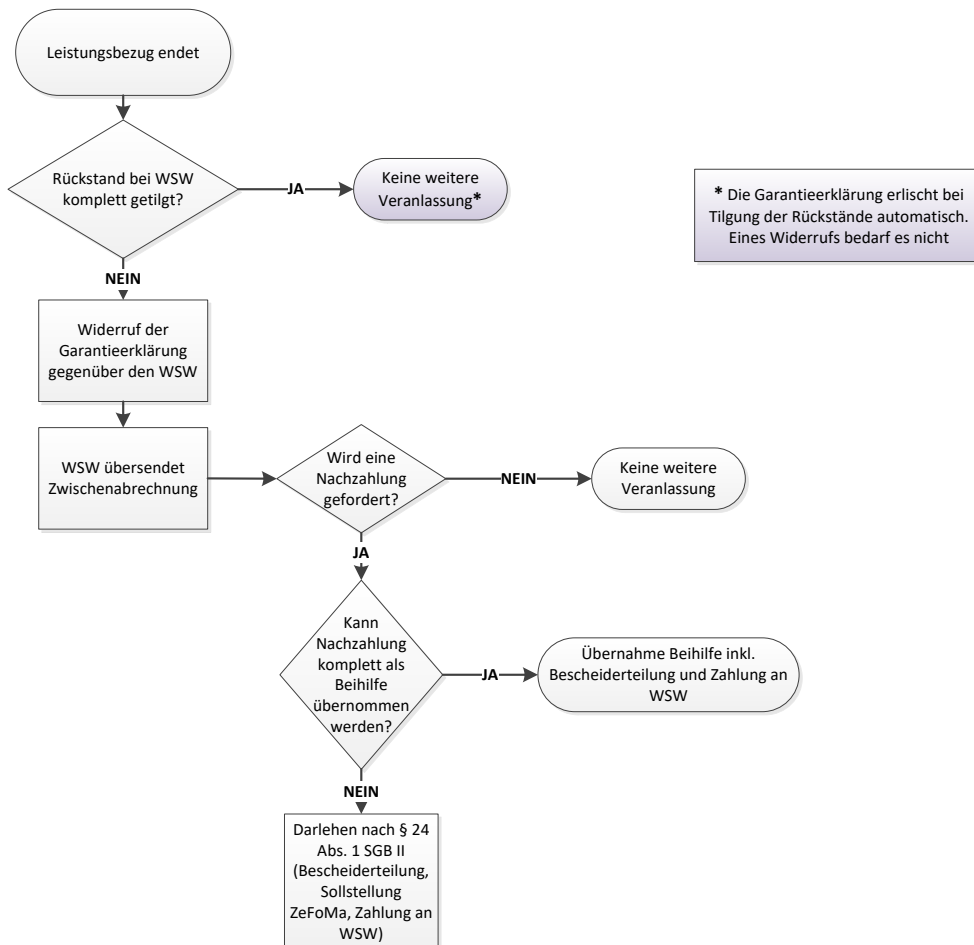 Leistungsbezug endet
Rückstand bei WSW
komplett getilgt?
JA
Keine weitere
Veranlassung*
* Die Garantieerklärung erlischt bei
Tilgung der Rückstände automatisch.
Eines Widerrufs bedarf es nicht
NEIN
Widerruf der
Garantieerklärung
gegenüber den WSW
WSW übersendet
Zwischenabrechnung
Wird eine
Nachzahlung
gefordert?
NEIN
Keine weitere
Veranlassung
JA
Kann
Nachzahlung
komplett als
Beihilfe
übernommen
werden?
JA
Übernahme Beihilfe inkl.
Bescheiderteilung und Zahlung an
WSW
NEIN
Darlehen nach § 24
Abs. 1 SGB II
(Bescheiderteilung,
Sollstellung
ZeFoMa, Zahlung an
WSW)